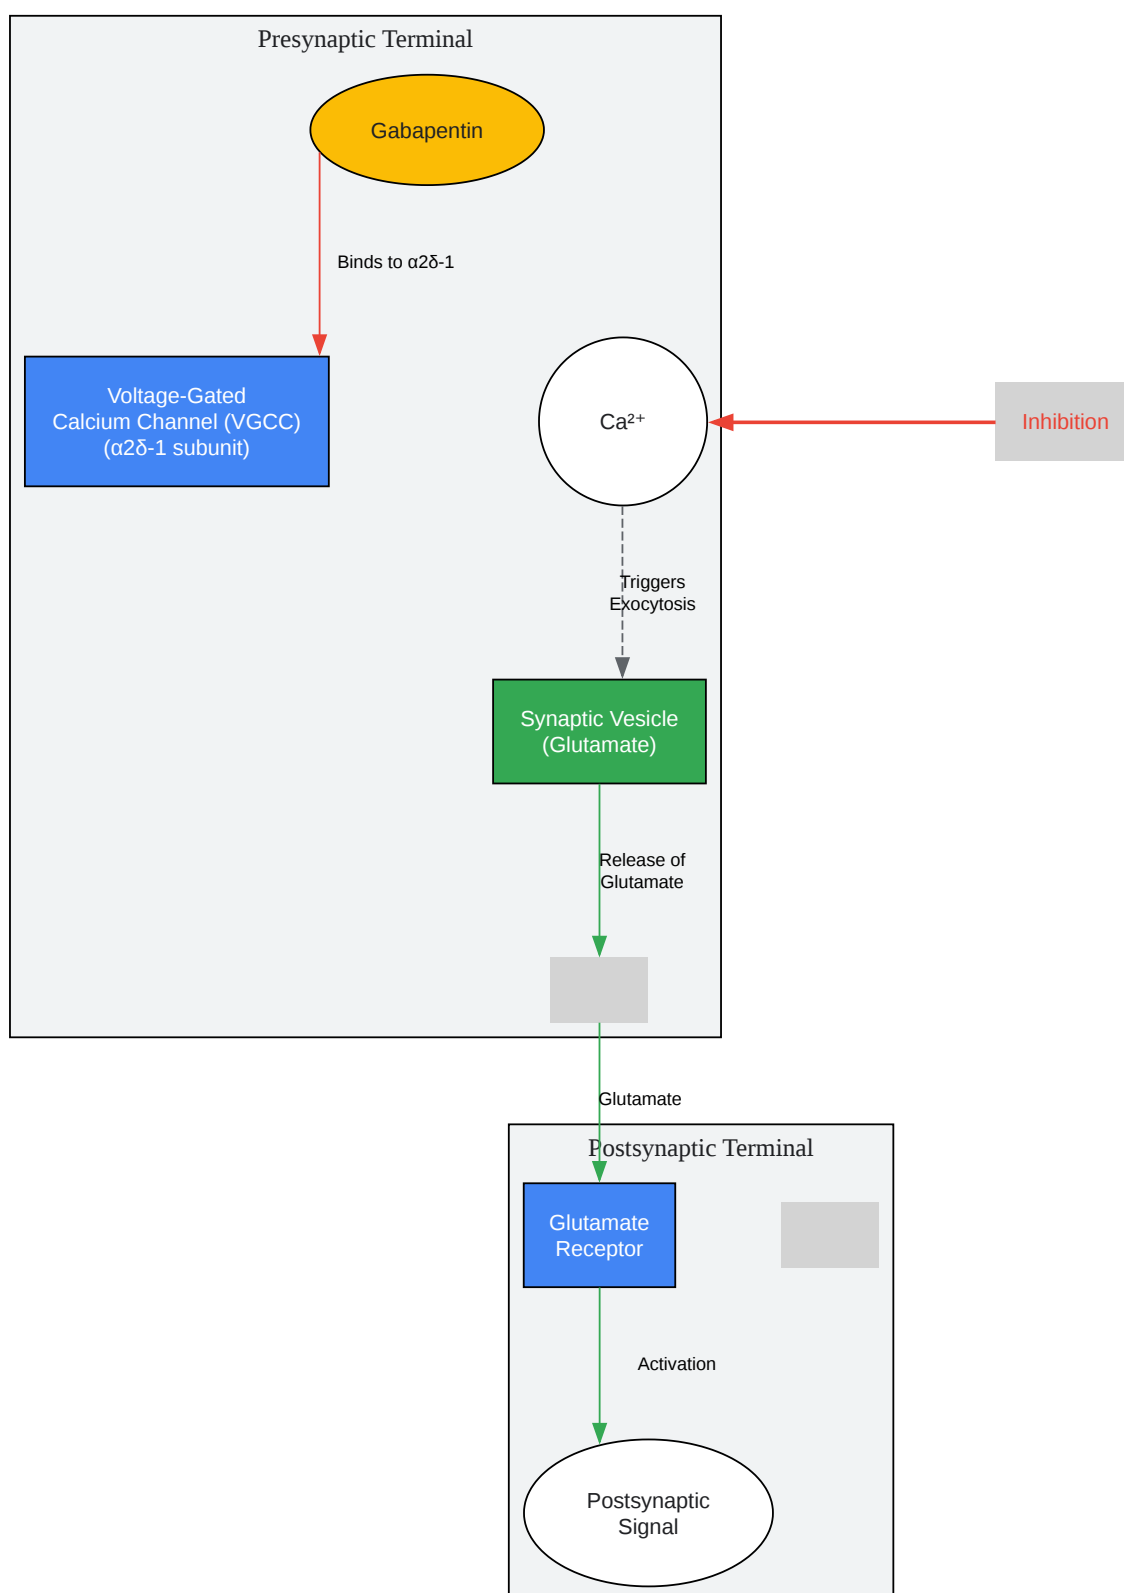 Presynaptic Terminal
Gabapentin
Binds to α2δ-1
Voltage-Gated
Calcium Channel (VGCC)
(α2δ-1 subunit)
Ca²⁺
Inhibition
Triggers
Exocytosis
Synaptic Vesicle
(Glutamate)
Release of
Glutamate
Glutamate
Postsynaptic Terminal
Glutamate
Receptor
Activation
Postsynaptic
Signal